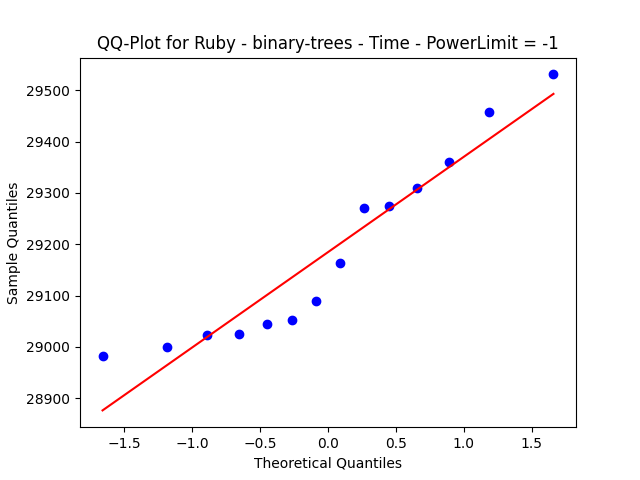 QQ-Plot for Ruby - binary-trees - Time - PowerLimit = -1
Sample Quantiles
29500
29400
29300
29200
29100
29000
28900
−1.5 −1.0 −0.5 0.0 0.5 1.0 1.5
Theoretical Quantiles